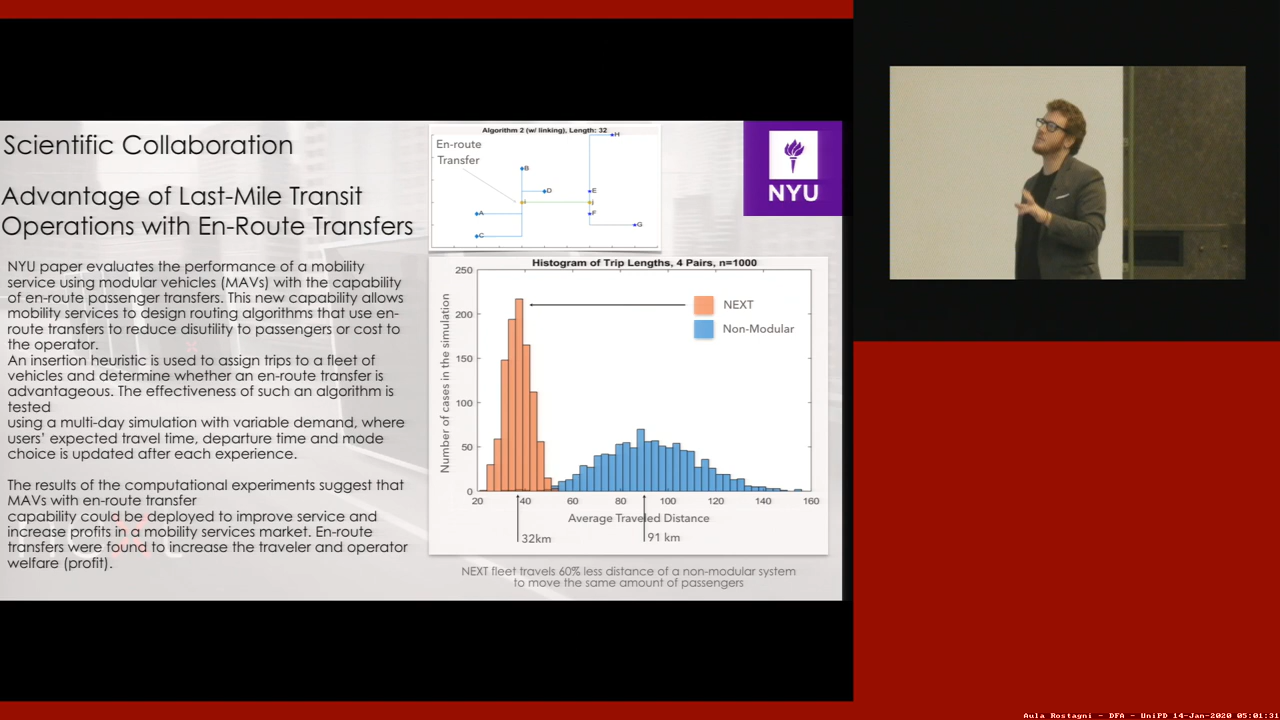 Scientific Collaboration
Advantage of Last-Mile Transit
Operations with En-Route Transfers
NYU paper evaluates the performance of a mobility
service using modular vehicles (MAVs) with the capability
of en-route passenger transfers. This new capability allows
mobility services to design routing algorithms that use en-
route transfers to reduce disutility to passengers or cost to
the operator.
An insertion heuristic is used to assign trips to a fleet of
vehicles and determine whether an en-route transfer is
advantageous. The effectiveness of such an algorithm is
tested
using a multi-day simulation with variable demand, where
users' expected travel time, departure time and mode
choice is updated after each experience.
The results of the computational experiments suggest that
MAVs with en-route transfer
capability could be deployed to improve service and
increase profits in a mobility services market. En-route
transfers were found to increase the traveler and operator
welfare (profit).
Algorithm 2 (w/ linking), Length: 32
En-route
Transfer
H
B
D
E
I
J
A
F
C
G
NYU
Histogram of Trip Lengths, 4 Pairs, n=1000
Number of cases in the simulation
250
200
150
100
50
0
NEXT
Non-Modular
20 40 60 80 100 120 140 160
Average Traveled Distance
32km
91 km
NEXT fleet travels 60% less distance of a non-modular system
to move the same amount of passengers
Aula Rostagni - DFA - UniPD 14-Jan-2020 05:01:31